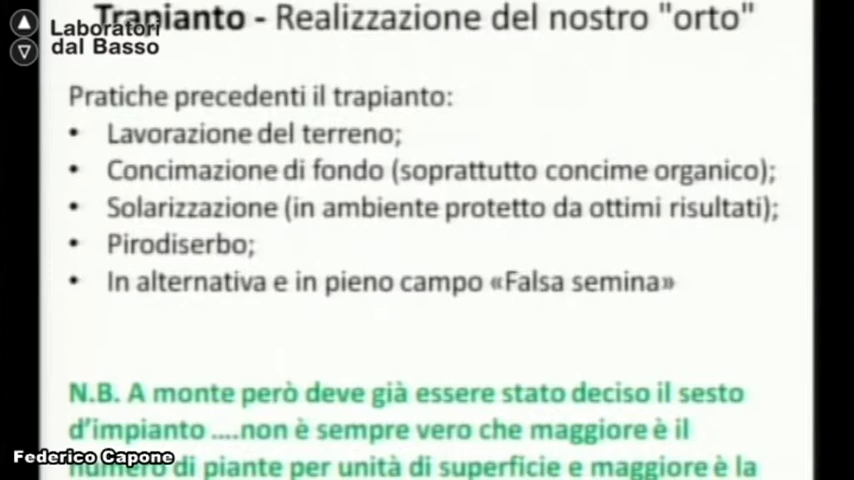 Trapianto - Realizzazione del nostro "orto"
Laboratori
dal Basso
Pratiche precedenti il trapianto:
• Lavorazione del terreno;
• Concimazione di fondo (soprattutto concime organico);
• Solarizzazione (in ambiente protetto da ottimi risultati);
• Pirodiserbo;
• In alternativa e in pieno campo «Falsa semina»
N.B. A monte però deve già essere stato deciso il sesto
d'impianto ....non è sempre vero che maggiore è il
Federico Capone
numero di piante per unità di superficie e maggiore è la